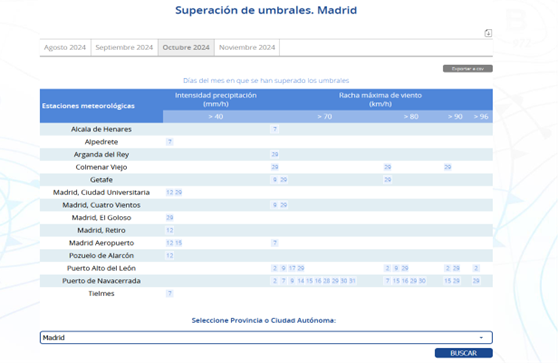 Superación de umbrales. Madrid
Agosto 2024 Septiembre 2024 Octubre 2024 Noviembre 2024
Exportar a csv
Días del mes en que se han superado los umbrales
Estaciones meteorológicas Intensidad precipitación (mm/h) Racha máxima de viento (km/h)
> 40 > 70 > 80 > 90 > 96
Alcala de Henares 7
Alpedrete 7
Arganda del Rey 29
Colmenar Viejo 29 29 29
Getafe 9 29 29
Madrid, Ciudad Universitaria 12 29
Madrid, Cuatro Vientos 9 29
Madrid, El Goloso 29
Madrid, Retiro 12
Madrid Aeropuerto 12 15 7
Pozuelo de Alarcón 12
Puerto Alto del León 2 9 17 29 2 9 29 2 29 2
Puerto de Navacerrada 2 7 9 14 15 16 28 29 30 31 7 15 16 29 30 15 29 29
Tielmes 7
Seleccione Provincia o Ciudad Autónoma:
Madrid
BUSCAR